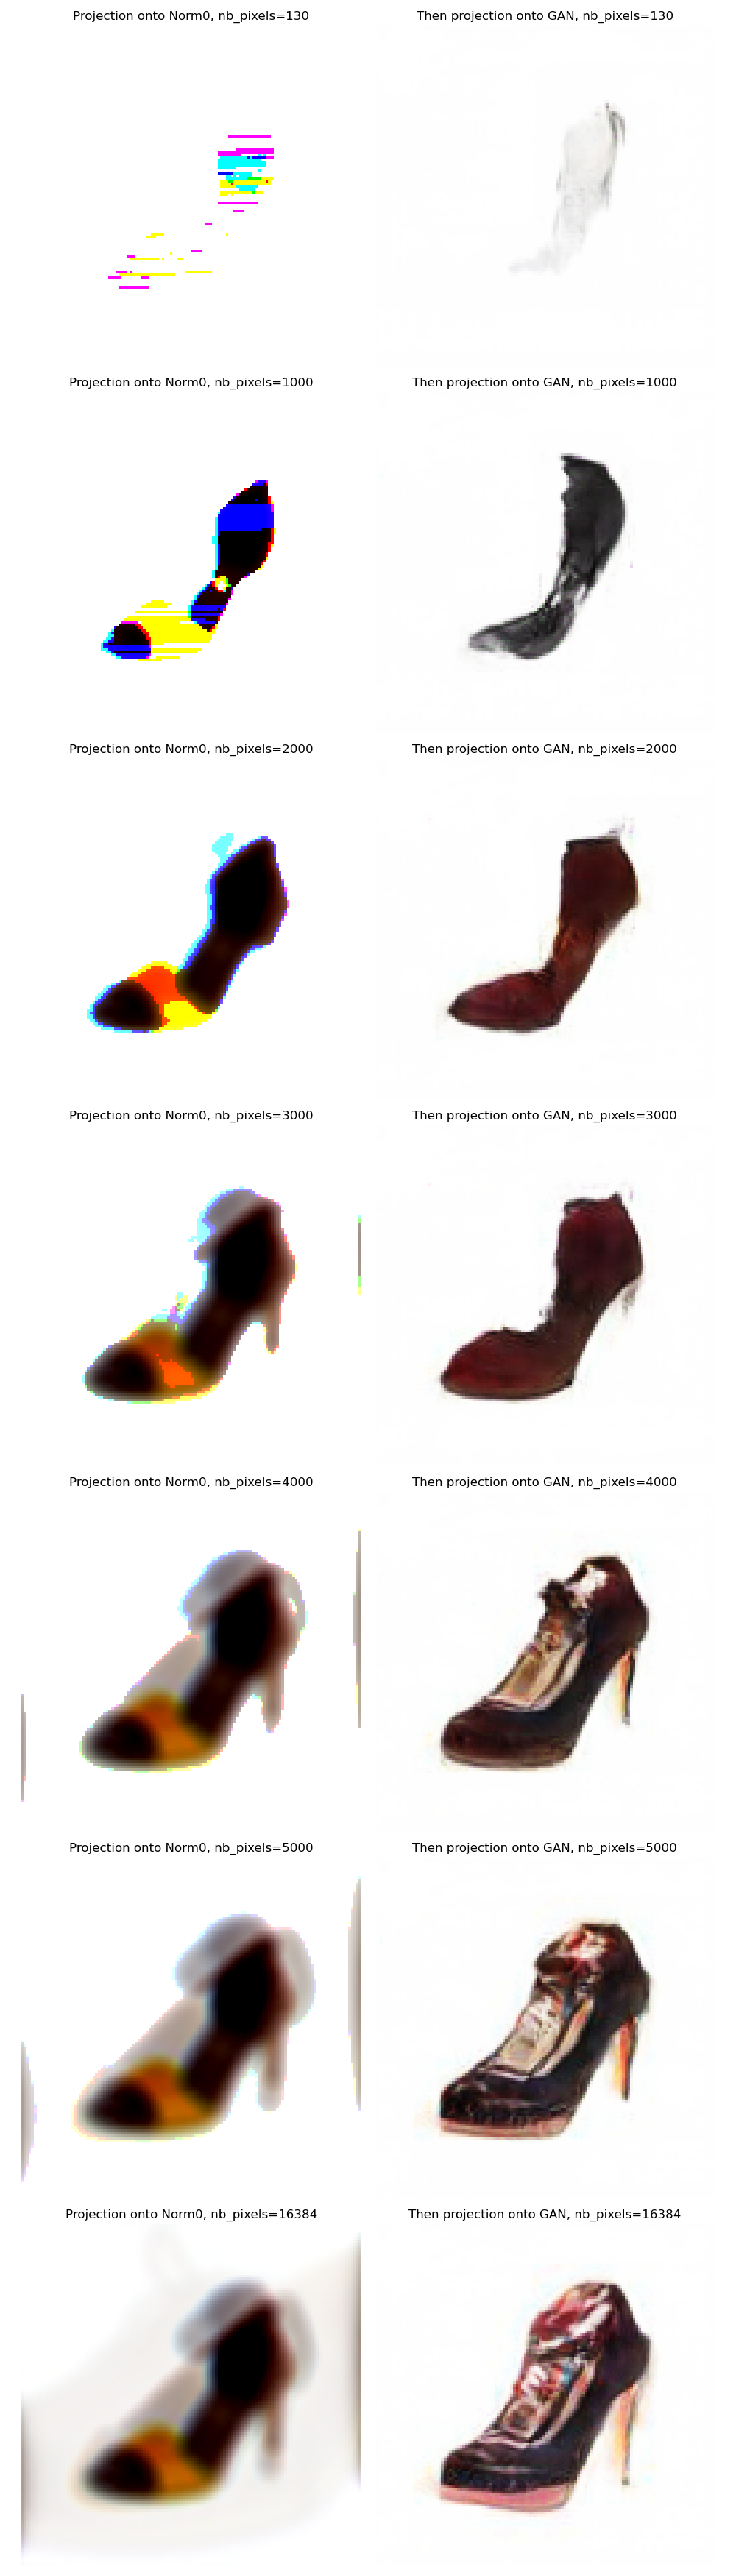 Projection onto Norm0, nb_pixels=130
Then projection onto GAN, nb_pixels=130
Projection onto Norm0, nb_pixels=1000
Then projection onto GAN, nb_pixels=1000
Projection onto Norm0, nb_pixels=2000
Then projection onto GAN, nb_pixels=2000
Projection onto Norm0, nb_pixels=3000
Then projection onto GAN, nb_pixels=3000
Projection onto Norm0, nb_pixels=4000
Then projection onto GAN, nb_pixels=4000
Projection onto Norm0, nb_pixels=5000
Then projection onto GAN, nb_pixels=5000
Projection onto Norm0, nb_pixels=16384
Then projection onto GAN, nb_pixels=16384